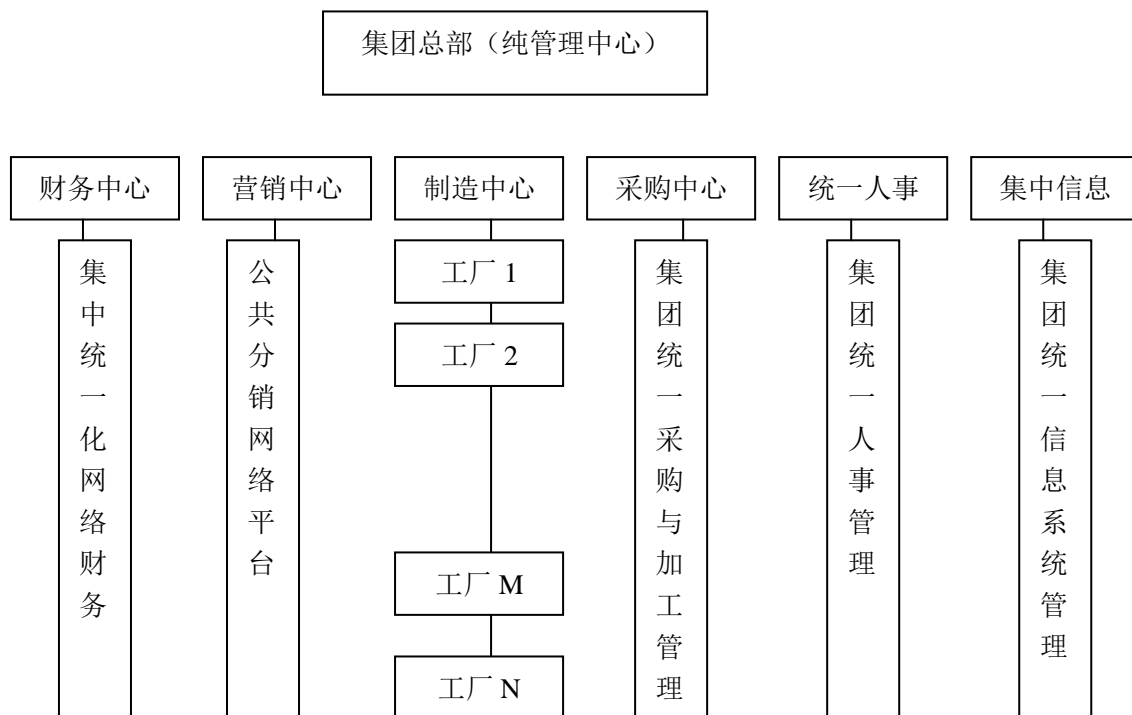 集团总部（纯管理中心）
财务中心
营销中心
制造中心
采购中心
统一人事
集中信息
集中统一化网络财务
公共分销网络平台
工厂 1
工厂 2
工厂 M
工厂 N
集团统一采购与加工管理
集团统一人事管理
集团统一信息系统管理